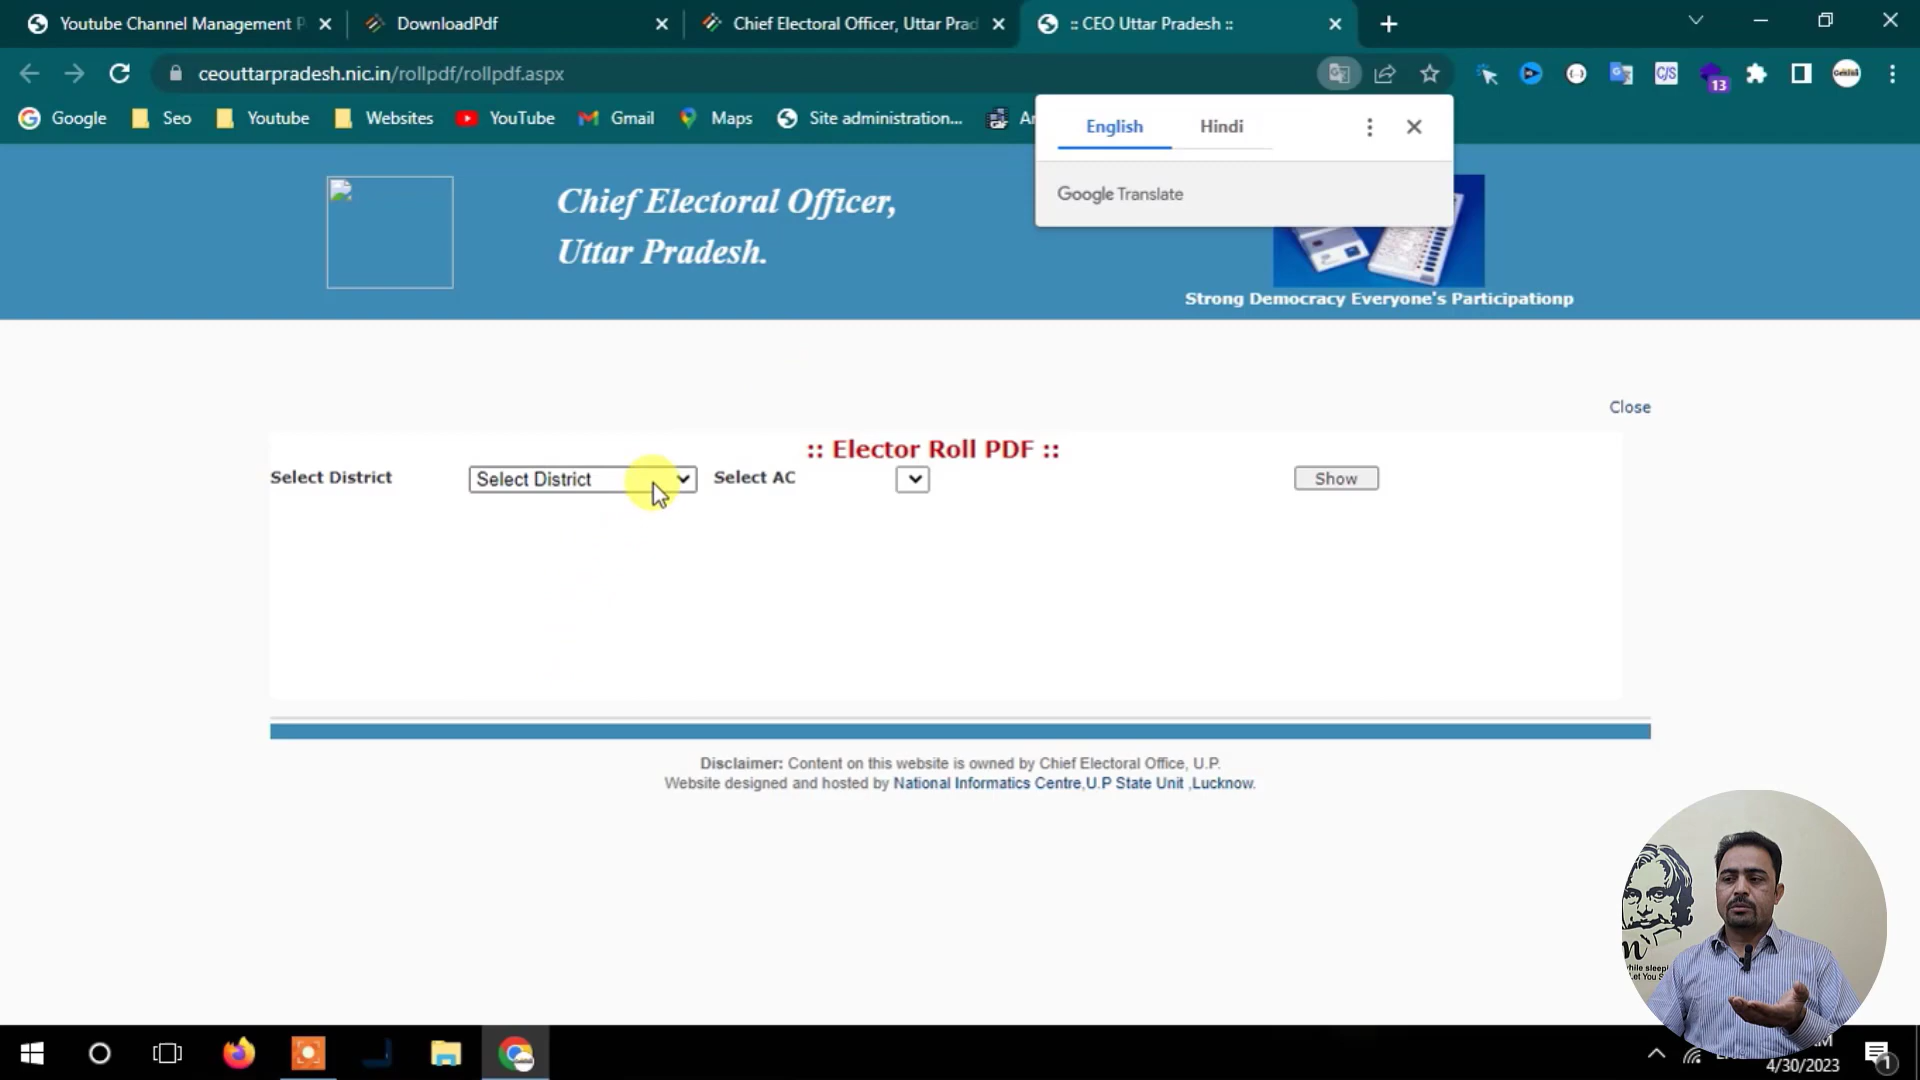 Youtube Channel Management P
DownloadPdf
Chief Electoral Officer, Uttar Prad
:: CEO Uttar Pradesh ::
ceouttarpradesh.nic.in/rollpdf/rollpdf.aspx
13
Google
Seo
Youtube
Websites
YouTube
Gmail
Maps
Site administration...
English
Hindi
Google Translate
Chief Electoral Officer,
Uttar Pradesh.
Strong Democracy Everyone's Participationp
Close
:: Elector Roll PDF ::
Select District
Select District
Select AC
Show
Disclaimer: Content on this website is owned by Chief Electoral Office, U.P.
Website designed and hosted by National Informatics Centre,U.P State Unit ,Lucknow.
4/30/2023
1